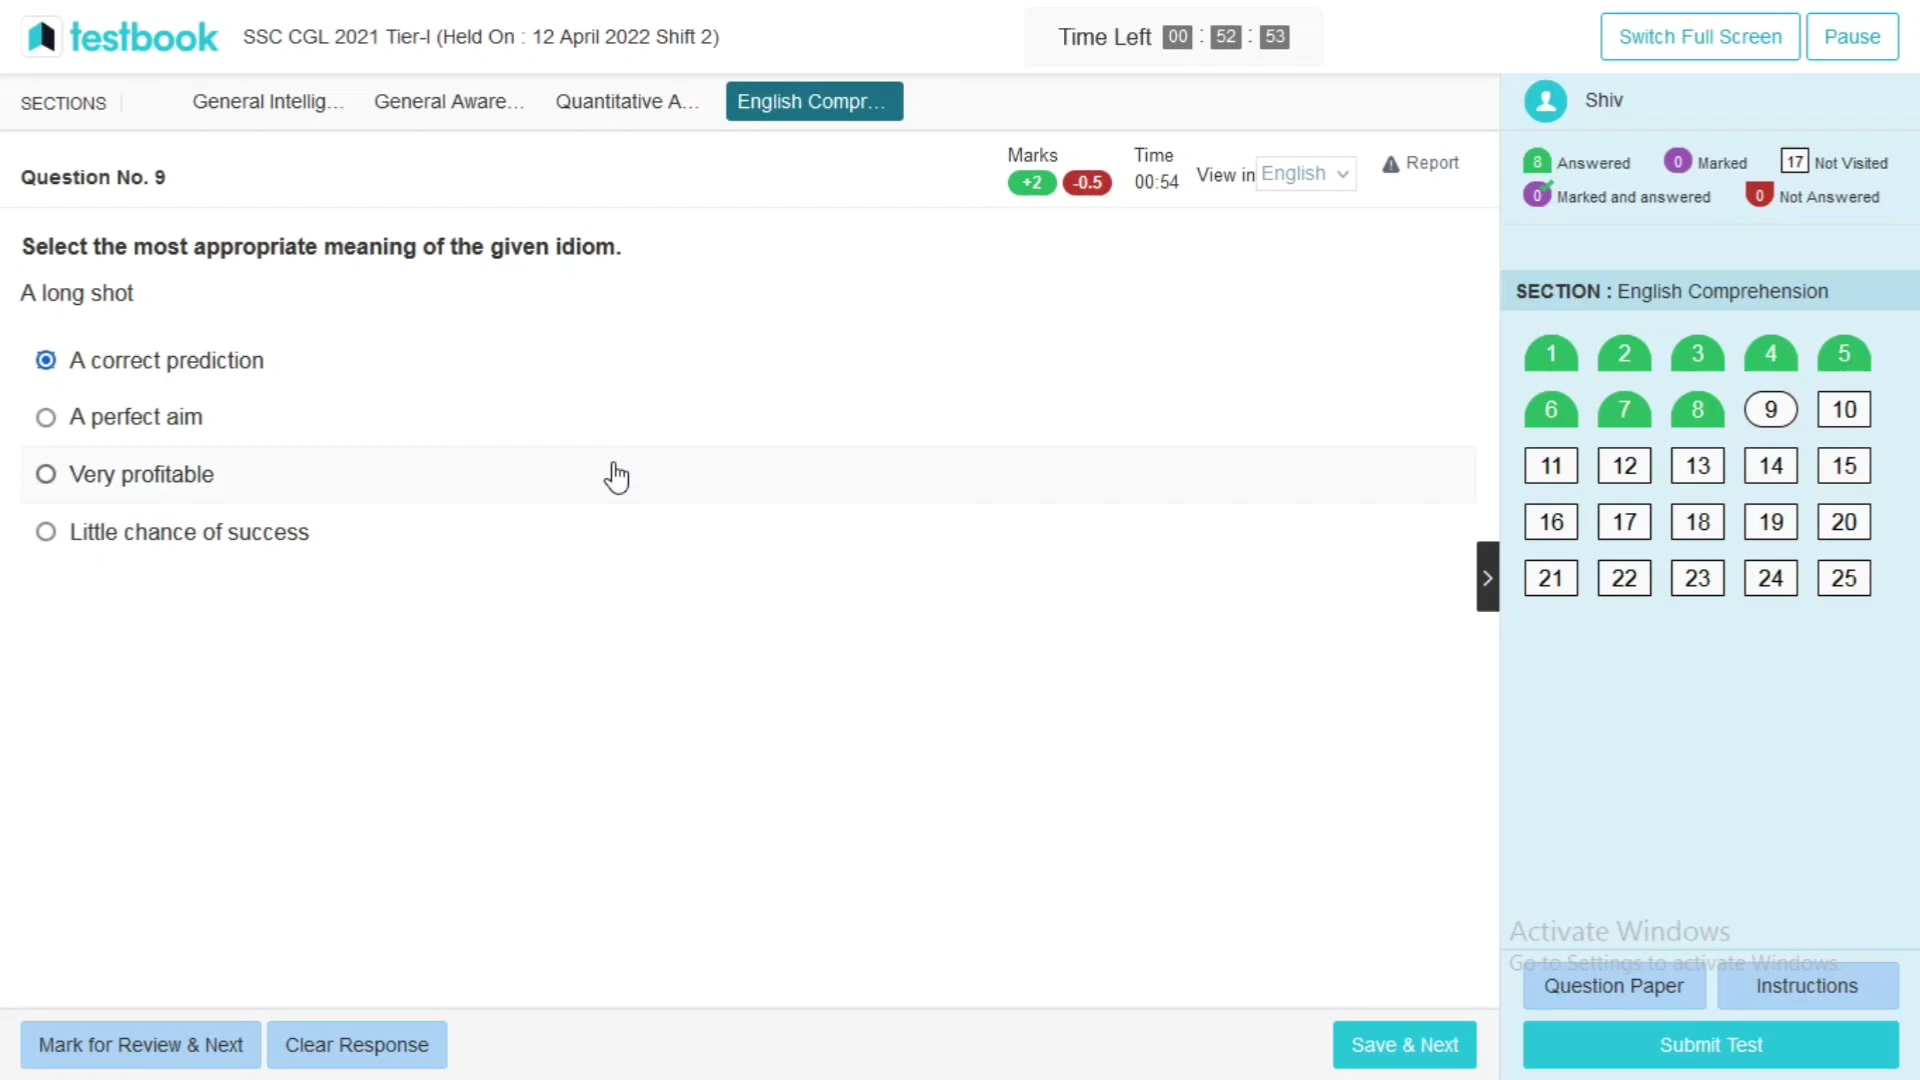 testbook
SSC CGL 2021 Tier-I (Held On : 12 April 2022 Shift 2)
Time Left 00 : 52 : 53
Switch Full Screen
Pause
SECTIONS
General Intellig...
General Aware...
Quantitative A...
English Compr...
Shiv
Question No. 9
Marks
+2 -0.5
Time
00:54
View in English
Report
8 Answered
0 Marked
17 Not Visited
0 Marked and answered
0 Not Answered
Select the most appropriate meaning of the given idiom.
A long shot
A correct prediction
A perfect aim
Very profitable
Little chance of success
SECTION : English Comprehension
1 2 3 4 5
6 7 8 9 10
11 12 13 14 15
16 17 18 19 20
21 22 23 24 25
Activate Windows
Go to Settings to activate Windows.
Question Paper
Instructions
Mark for Review & Next
Clear Response
Save & Next
Submit Test